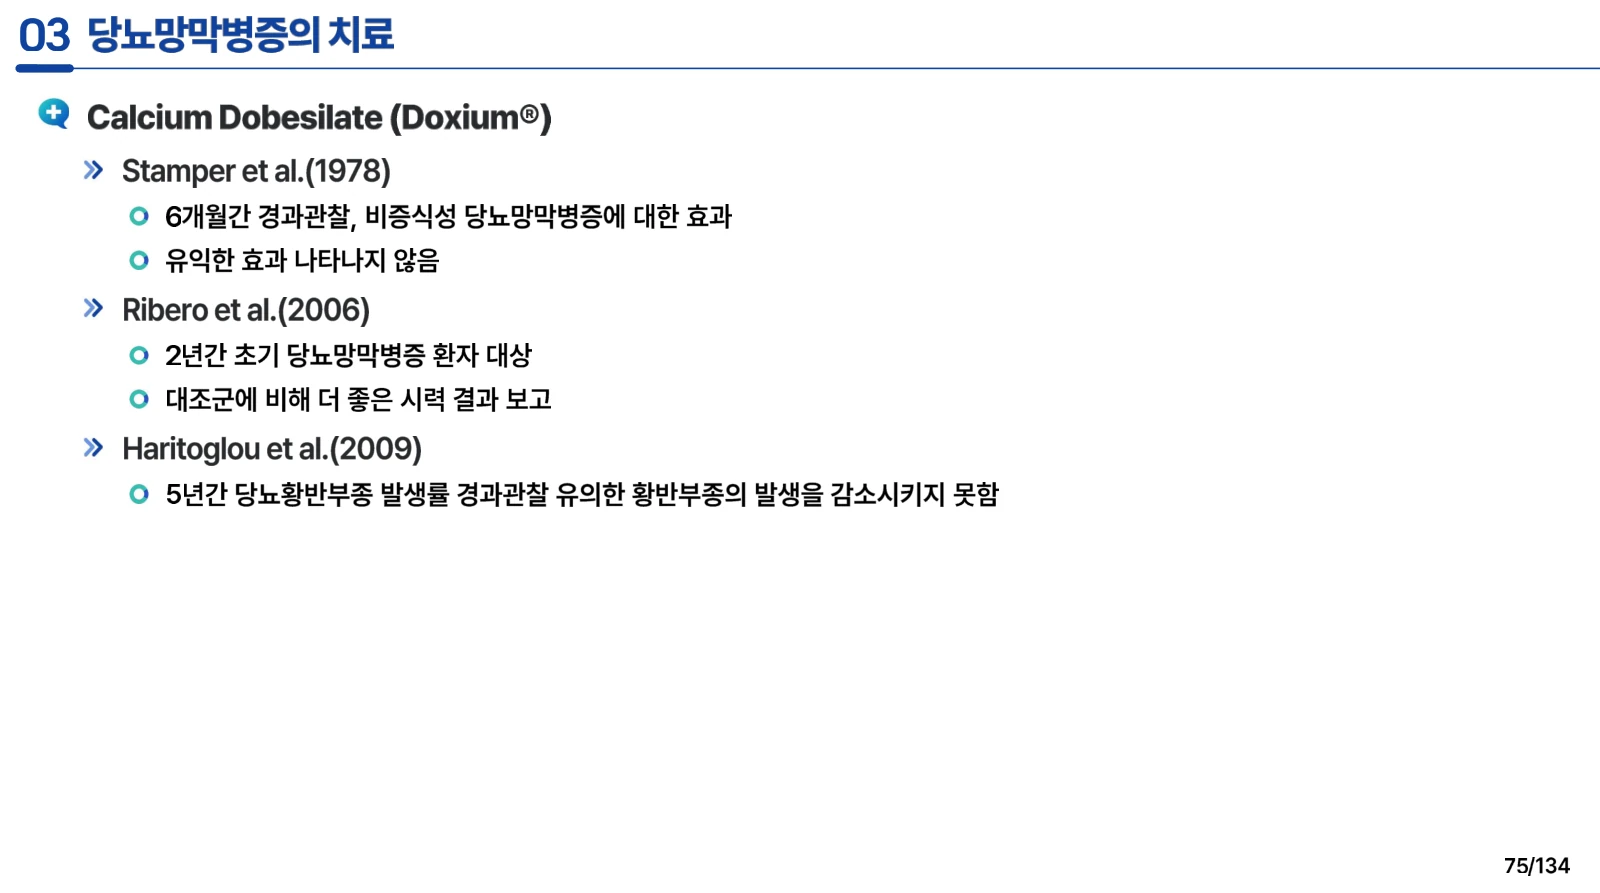 03 당뇨망막병증의 치료
Calcium Dobesilate (Doxium®)
Stamper et al.(1978)
6개월간 경과관찰, 비증식성 당뇨망막병증에 대한 효과
유익한 효과 나타나지 않음
Ribero et al.(2006)
2년간 초기 당뇨망막병증 환자 대상
대조군에 비해 더 좋은 시력 결과 보고
Haritoglou et al.(2009)
5년간 당뇨황반부종 발생률 경과관찰 유의한 황반부종의 발생을 감소시키지 못함
75/134